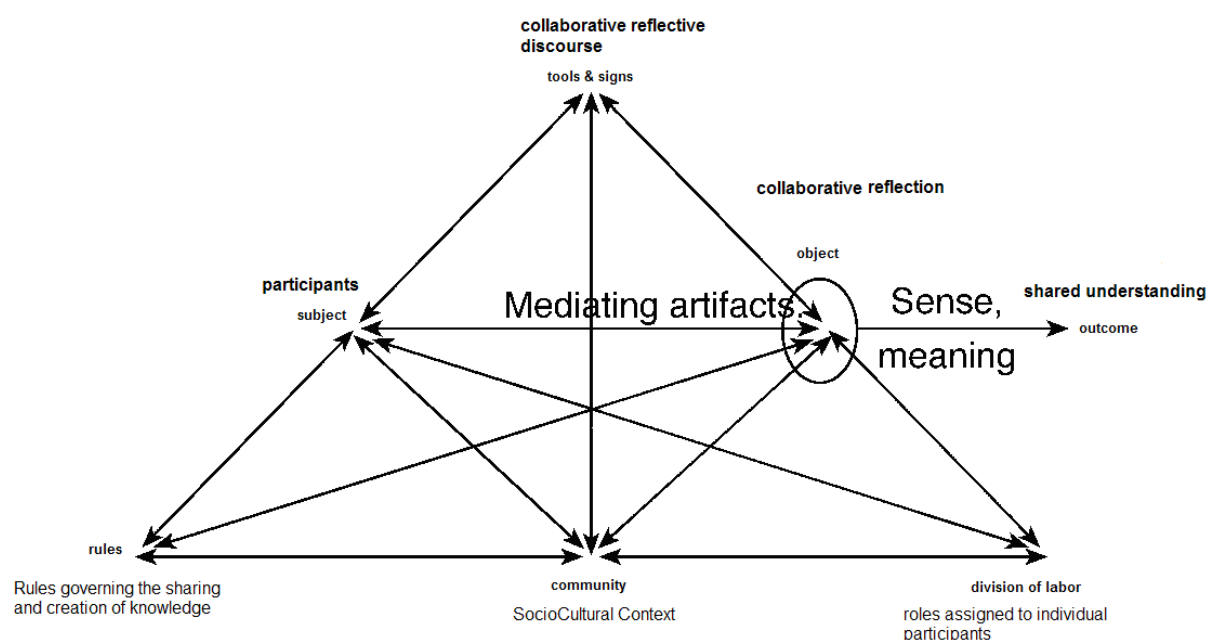 collaborative reflective
discourse
tools & signs
collaborative reflection
object
participants
subject
Mediating artifacts.
Sense,
meaning
shared understanding
outcome
rules
Rules governing the sharing
and creation of knowledge
community
SocioCultural Context
division of labor
roles assigned to individual
participants